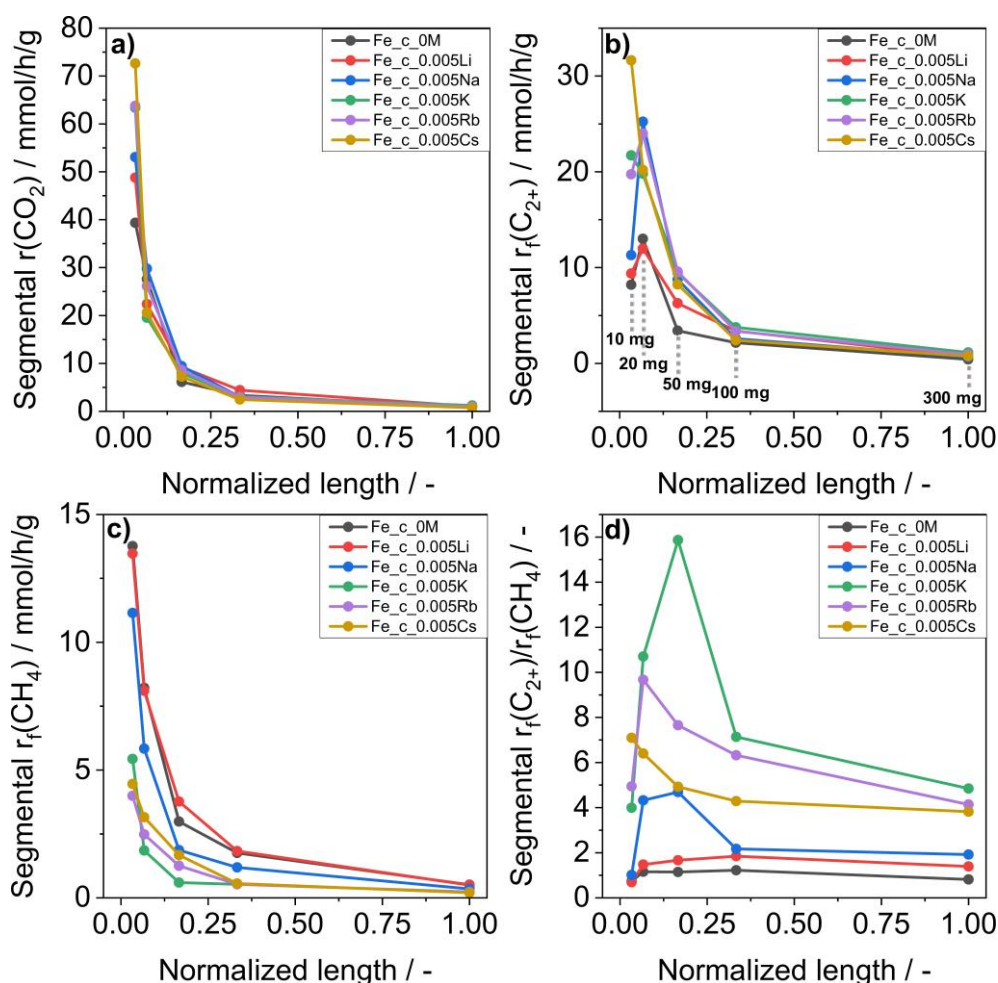 a)
Segmental r(CO₂) / mmol/h/g
80
70
60
50
40
30
20
10
0
Fe_c_0M
Fe_c_0.005Li
Fe_c_0.005Na
Fe_c_0.005K
Fe_c_0.005Rb
Fe_c_0.005Cs
0.00 0.25 0.50 0.75 1.00
Normalized length / -
b)
Segmental r_f(C₂₊) / mmol/h/g
30
20
10
0
Fe_c_0M
Fe_c_0.005Li
Fe_c_0.005Na
Fe_c_0.005K
Fe_c_0.005Rb
Fe_c_0.005Cs
10 mg
20 mg
50 mg
100 mg
300 mg
0.00 0.25 0.50 0.75 1.00
Normalized length / -
c)
Segmental r_f(CH₄) / mmol/h/g
15
10
5
0
Fe_c_0M
Fe_c_0.005Li
Fe_c_0.005Na
Fe_c_0.005K
Fe_c_0.005Rb
Fe_c_0.005Cs
0.00 0.25 0.50 0.75 1.00
Normalized length / -
d)
Segmental r_f(C₂₊)/r_f(CH₄) / -
16
14
12
10
8
6
4
2
0
Fe_c_0M
Fe_c_0.005Li
Fe_c_0.005Na
Fe_c_0.005K
Fe_c_0.005Rb
Fe_c_0.005Cs
0.00 0.25 0.50 0.75 1.00
Normalized length / -